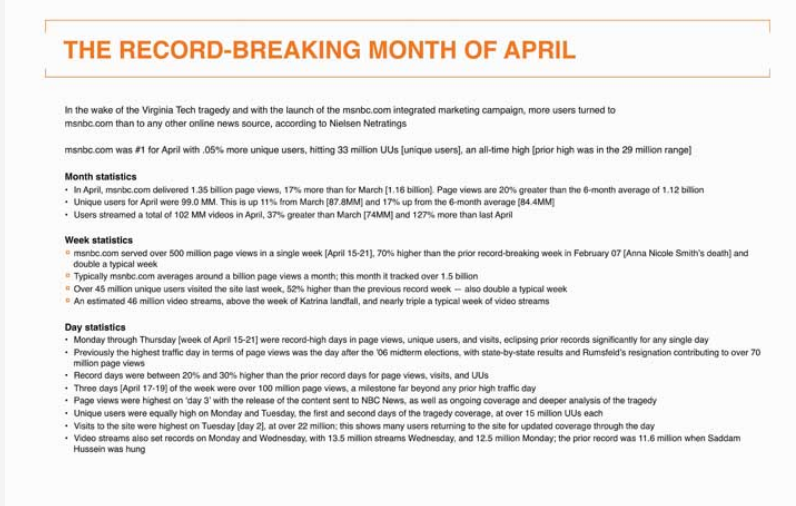 THE RECORD-BREAKING MONTH OF APRIL
In the wake of the Virginia Tech tragedy and with the launch of the msnbc.com integrated marketing campaign, more users turned to
msnbc.com than to any other online news source, according to Nielsen Netratings
msnbc.com was #1 for April with .05% more unique users, hitting 33 million UUs [unique users], an all-time high [prior high was in the 29 million range]
Month statistics
• In April, msnbc.com delivered 1.35 billion page views, 17% more than for March [1.16 billion]. Page views are 20% greater than the 6-month average of 1.12 billion
• Unique users for April were 99.0 MM. This is up 11% from March [87.8MM] and 17% up from the 6-month average [84.4MM]
• Users streamed a total of 102 MM videos in April, 37% greater than March [74MM] and 127% more than last April
Week statistics
msnbc.com served over 500 million page views in a single week [April 15-21], 70% higher than the prior record-breaking week in February 07 [Anna Nicole Smith's death] and
double a typical week
Typically msnbc.com averages around a billion page views a month; this month it tracked over 1.5 billion
Over 45 million unique users visited the site last week, 52% higher than the previous record week — also double a typical week
An estimated 46 million video streams, above the week of Katrina landfall, and nearly triple a typical week of video streams
Day statistics
• Monday through Thursday [week of April 15-21] were record-high days in page views, unique users, and visits, eclipsing prior records significantly for any single day
• Previously the highest traffic day in terms of page views was the day after the '06 midterm elections, with state-by-state results and Rumsfeld's resignation contributing to over 70
million page views
• Record days were between 20% and 30% higher than the prior record days for page views, visits, and UUs
• Three days [April 17-19] of the week were over 100 million page views, a milestone far beyond any prior high traffic day
• Page views were highest on 'day 3' with the release of the content sent to NBC News, as well as ongoing coverage and deeper analysis of the tragedy
• Unique users were equally high on Monday and Tuesday, the first and second days of the tragedy coverage, at over 15 million UUs each
• Visits to the site were highest on Tuesday [day 2], at over 22 million; this shows many users returning to the site for updated coverage through the day
• Video streams also set records on Monday and Wednesday, with 13.5 million streams Wednesday, and 12.5 million Monday; the prior record was 11.6 million when Saddam
Hussein was hung